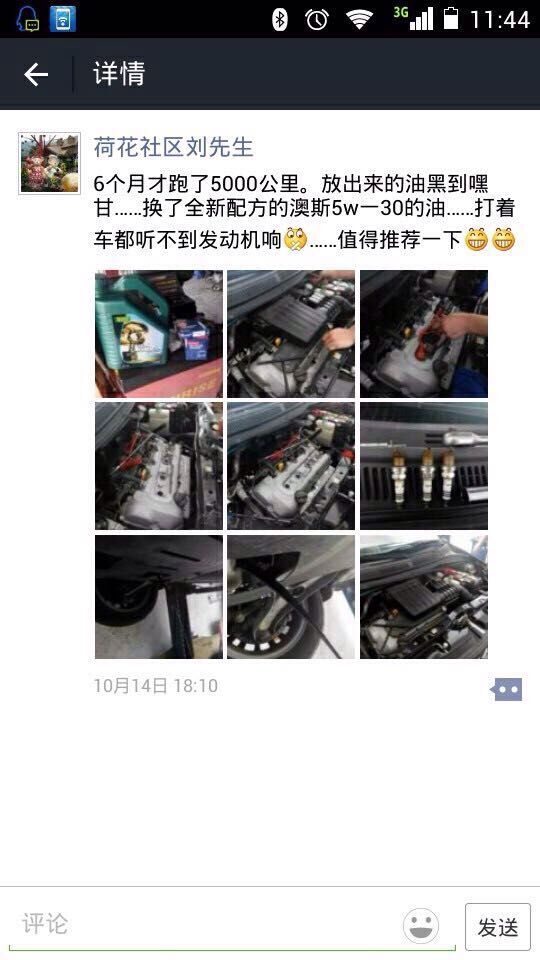 3G 11:44
详情
荷花社区刘先生
6个月才跑了5000公里。放出来的油黑到嘿
甘......换了全新配方的澳斯5w一30的油......打着
车都听不到发动机响......值得推荐一下
10月14日 18:10
评论
发送